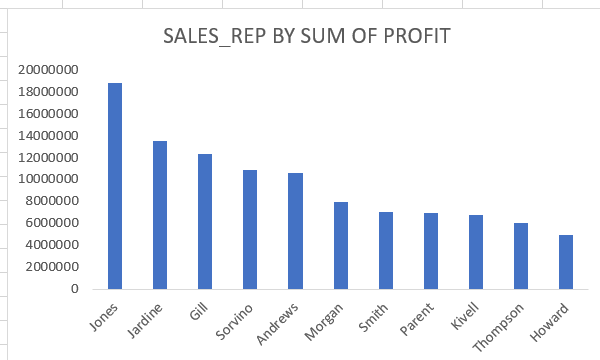 SALES_REP BY SUM OF PROFIT
20000000
18000000
16000000
14000000
12000000
10000000
8000000
6000000
4000000
2000000
0
Jones
Jardine
Gill
Sorvino
Andrews
Morgan
Smith
Parent
Kivell
Thompson
Howard